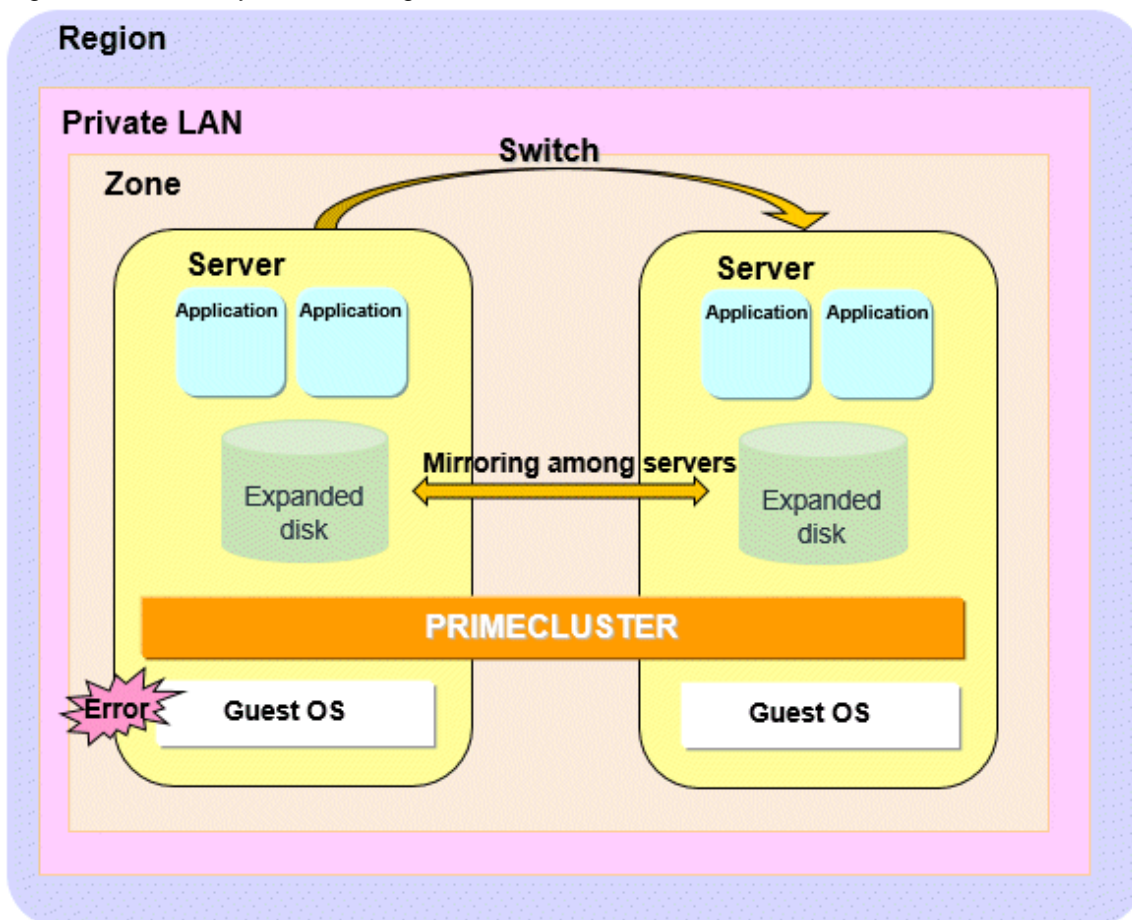 Region
Private LAN
Switch
Zone
Server
Server
Application Application
Application Application
Mirroring among servers
Expanded
disk
Expanded
disk
PRIMECLUSTER
Error
Guest OS
Guest OS